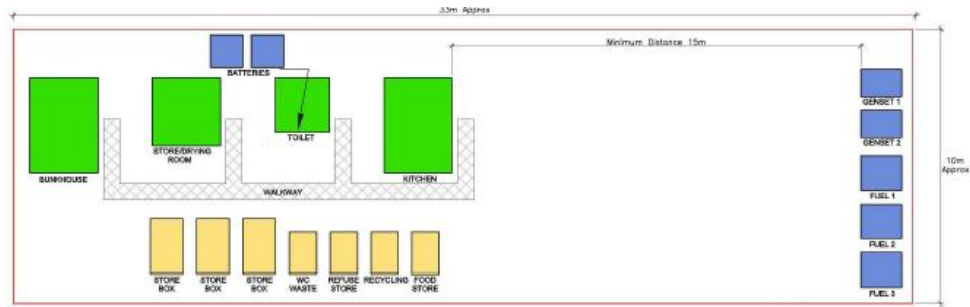 33m Approx
Minimum Distance 15m
BATTERIES
GENSET 1
GENSET 2
TOILET
STORE/DRYING
ROOM
BUNKHOUSE
KITCHEN
10m
Approx
WALKWAY
FUEL 1
FUEL 2
FUEL 3
STORE
BOX
STORE
BOX
STORE
BOX
WC
WASTE
REFUSE
STORE
RECYCLING
FOOD
STORE